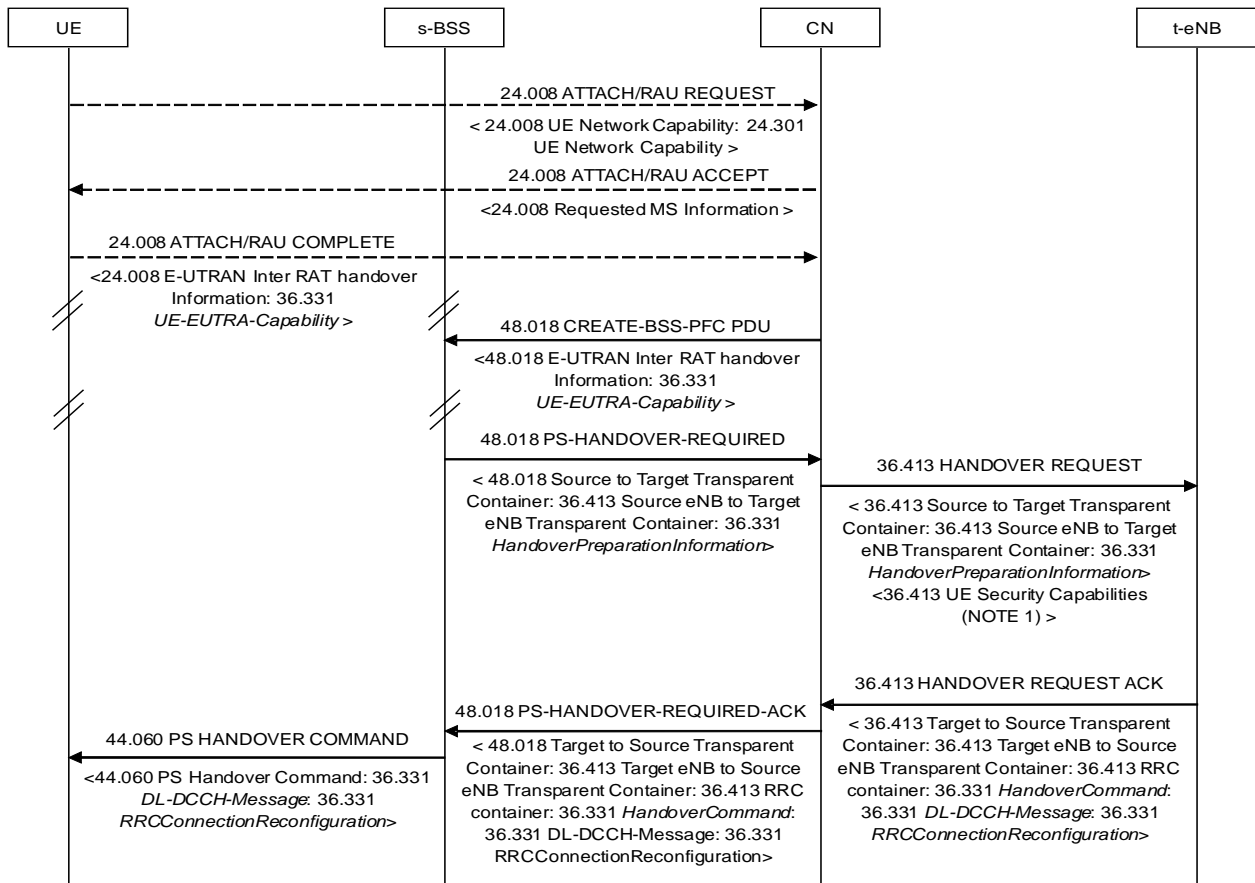 UE
s-BSS
CN
t-eNB
24.008 ATTACH/RAU REQUEST
< 24.008 UE Network Capability: 24.301
UE Network Capability >
24.008 ATTACH/RAU ACCEPT
<24.008 Requested MS Information >
24.008 ATTACH/RAU COMPLETE
<24.008 E-UTRAN Inter RAT handover
Information: 36.331
UE-EUTRA-Capability >
48.018 CREATE-BSS-PFC PDU
<48.018 E-UTRAN Inter RAT handover
Information: 36.331
UE-EUTRA-Capability >
48.018 PS-HANDOVER-REQUIRED
< 48.018 Source to Target Transparent
Container: 36.413 Source eNB to Target
eNB Transparent Container: 36.331
HandoverPreparationInformation>
36.413 HANDOVER REQUEST
< 36.413 Source to Target Transparent
Container: 36.413 Source eNB to Target
eNB Transparent Container: 36.331
HandoverPreparationInformation>
<36.413 UE Security Capabilities
(NOTE 1) >
36.413 HANDOVER REQUEST ACK
< 36.413 Target to Source Transparent
Container: 36.413 Target eNB to Source
eNB Transparent Container: 36.413 RRC
container: 36.331 HandoverCommand:
36.331 DL-DCCH-Message: 36.331
RRCConnectionReconfiguration>
48.018 PS-HANDOVER-REQUIRED-ACK
< 48.018 Target to Source Transparent
Container: 36.413 Target eNB to Source
eNB Transparent Container: 36.413 RRC
container: 36.331 HandoverCommand:
36.331 DL-DCCH-Message: 36.331
RRCConnectionReconfiguration>
44.060 PS HANDOVER COMMAND
<44.060 PS Handover Command: 36.331
DL-DCCH-Message: 36.331
RRCConnectionReconfiguration>